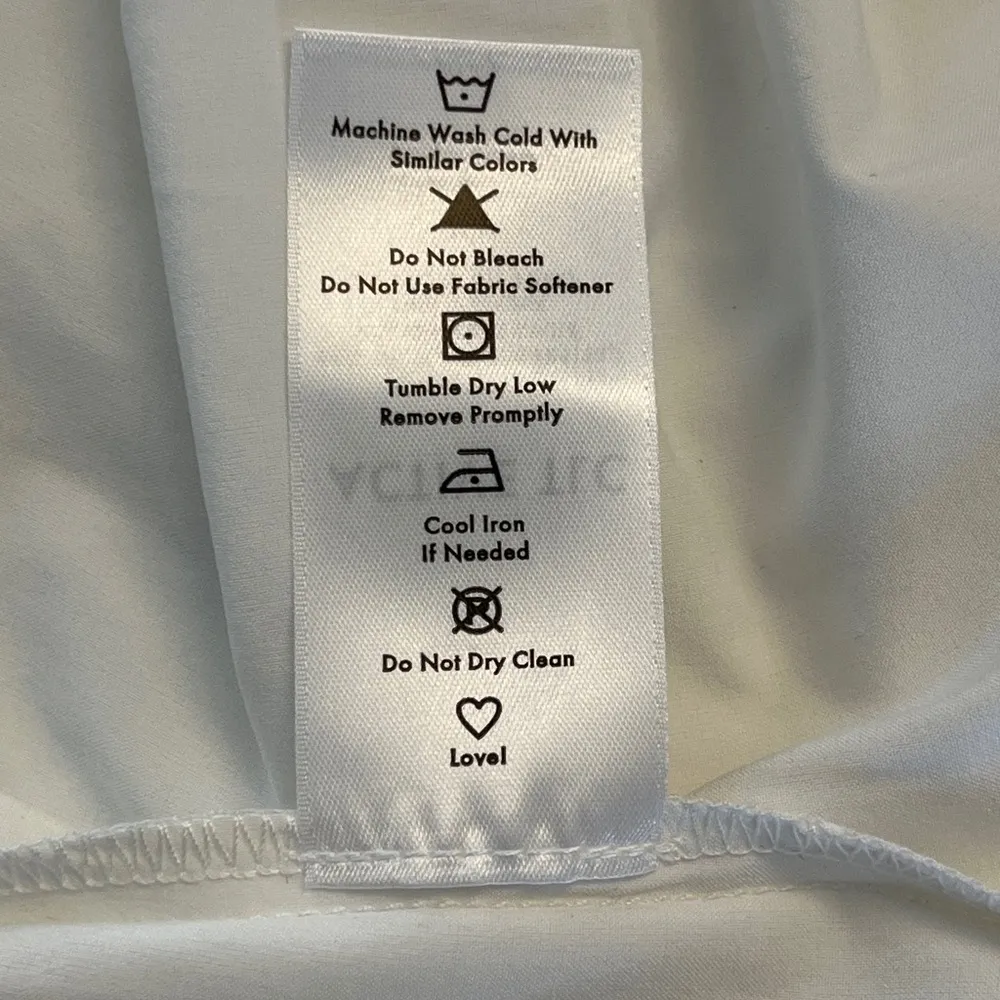 Machine Wash Cold With
Similar Colors
Do Not Bleach
Do Not Use Fabric Softener
Tumble Dry Low
Remove Promptly
Cool Iron
If Needed
Do Not Dry Clean
Love!